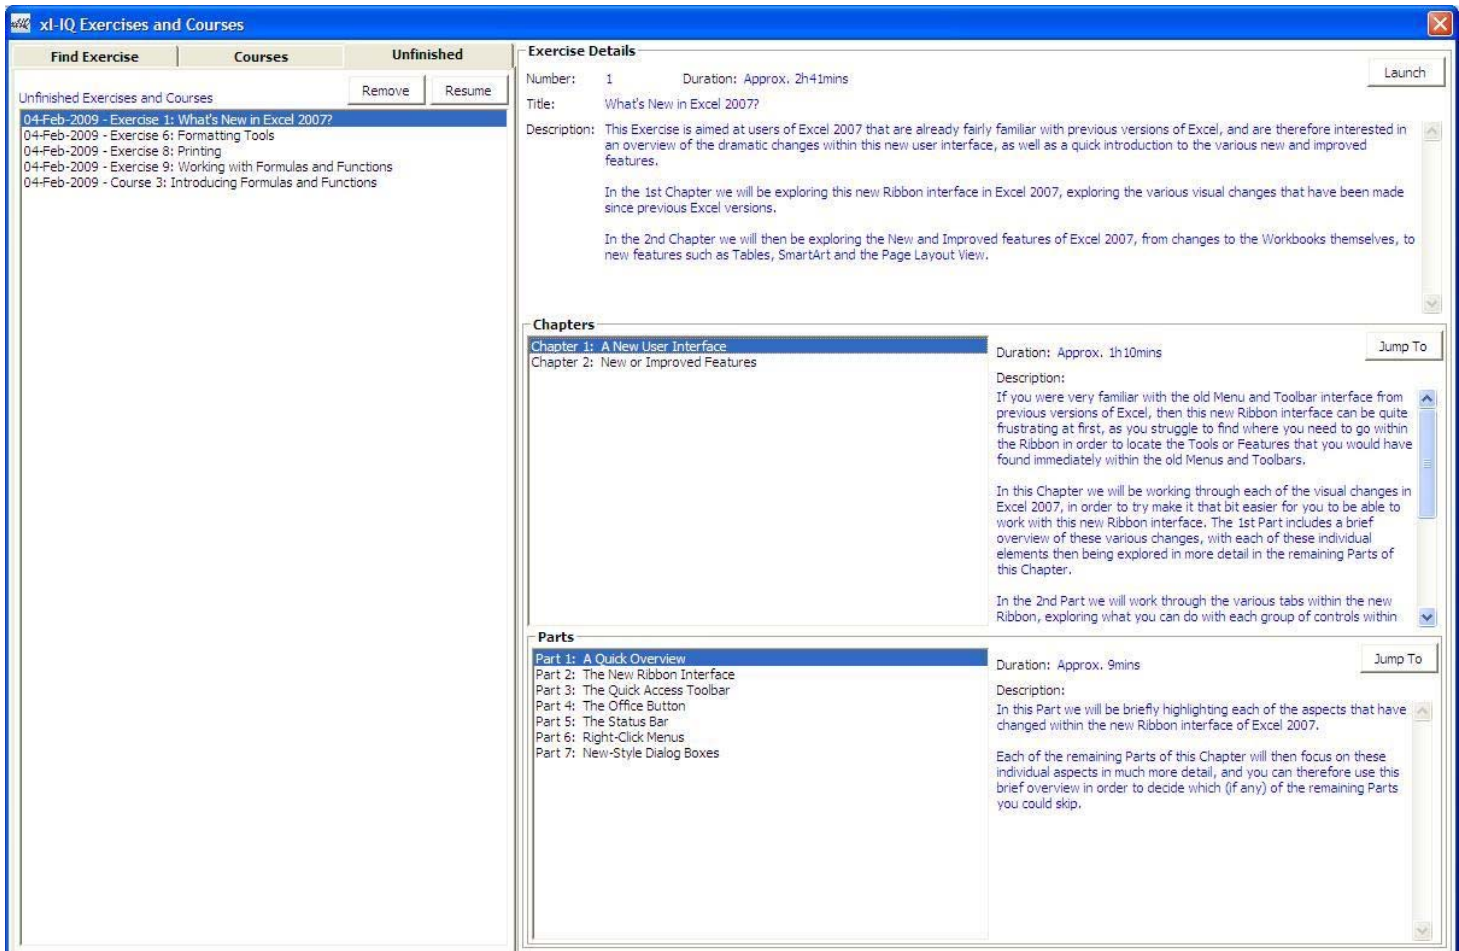 xl-IQ Exercises and Courses
Find Exercise
Courses
Unfinished
Unfinished Exercises and Courses
Remove
Resume
04-Feb-2009 - Exercise 1: What's New in Excel 2007?
04-Feb-2009 - Exercise 6: Formatting Tools
04-Feb-2009 - Exercise 8: Printing
04-Feb-2009 - Exercise 9: Working with Formulas and Functions
04-Feb-2009 - Course 3: Introducing Formulas and Functions
Exercise Details
Number: 1 Duration: Approx. 2h41mins
Launch
Title: What's New in Excel 2007?
Description: This Exercise is aimed at users of Excel 2007 that are already fairly familiar with previous versions of Excel, and are therefore interested in
an overview of the dramatic changes within this new user interface, as well as a quick introduction to the various new and improved
features.
In the 1st Chapter we will be exploring this new Ribbon interface in Excel 2007, exploring the various visual changes that have been made
since previous Excel versions.
In the 2nd Chapter we will then be exploring the New and Improved features of Excel 2007, from changes to the Workbooks themselves, to
new features such as Tables, SmartArt and the Page Layout View.
Chapters
Chapter 1: A New User Interface
Chapter 2: New or Improved Features
Duration: Approx. 1h10mins
Jump To
Description:
If you were very familiar with the old Menu and Toolbar interface from
previous versions of Excel, then this new Ribbon interface can be quite
frustrating at first, as you struggle to find where you need to go within
the Ribbon in order to locate the Tools or Features that you would have
found immediately within the old Menus and Toolbars.
In this Chapter we will be working through each of the visual changes in
Excel 2007, in order to try make it that bit easier for you to be able to
work with this new Ribbon interface. The 1st Part includes a brief
overview of these various changes, with each of these individual
elements then being explored in more detail in the remaining Parts of
this Chapter.
In the 2nd Part we will work through the various tabs within the new
Ribbon, exploring what you can do with each group of controls within
Parts
Part 1: A Quick Overview
Part 2: The New Ribbon Interface
Part 3: The Quick Access Toolbar
Part 4: The Office Button
Part 5: The Status Bar
Part 6: Right-Click Menus
Part 7: New-Style Dialog Boxes
Duration: Approx. 9mins
Jump To
Description:
In this Part we will be briefly highlighting each of the aspects that have
changed within the new Ribbon interface of Excel 2007.
Each of the remaining Parts of this Chapter will then focus on these
individual aspects in much more detail, and you can therefore use this
brief overview in order to decide which (if any) of the remaining Parts
you could skip.